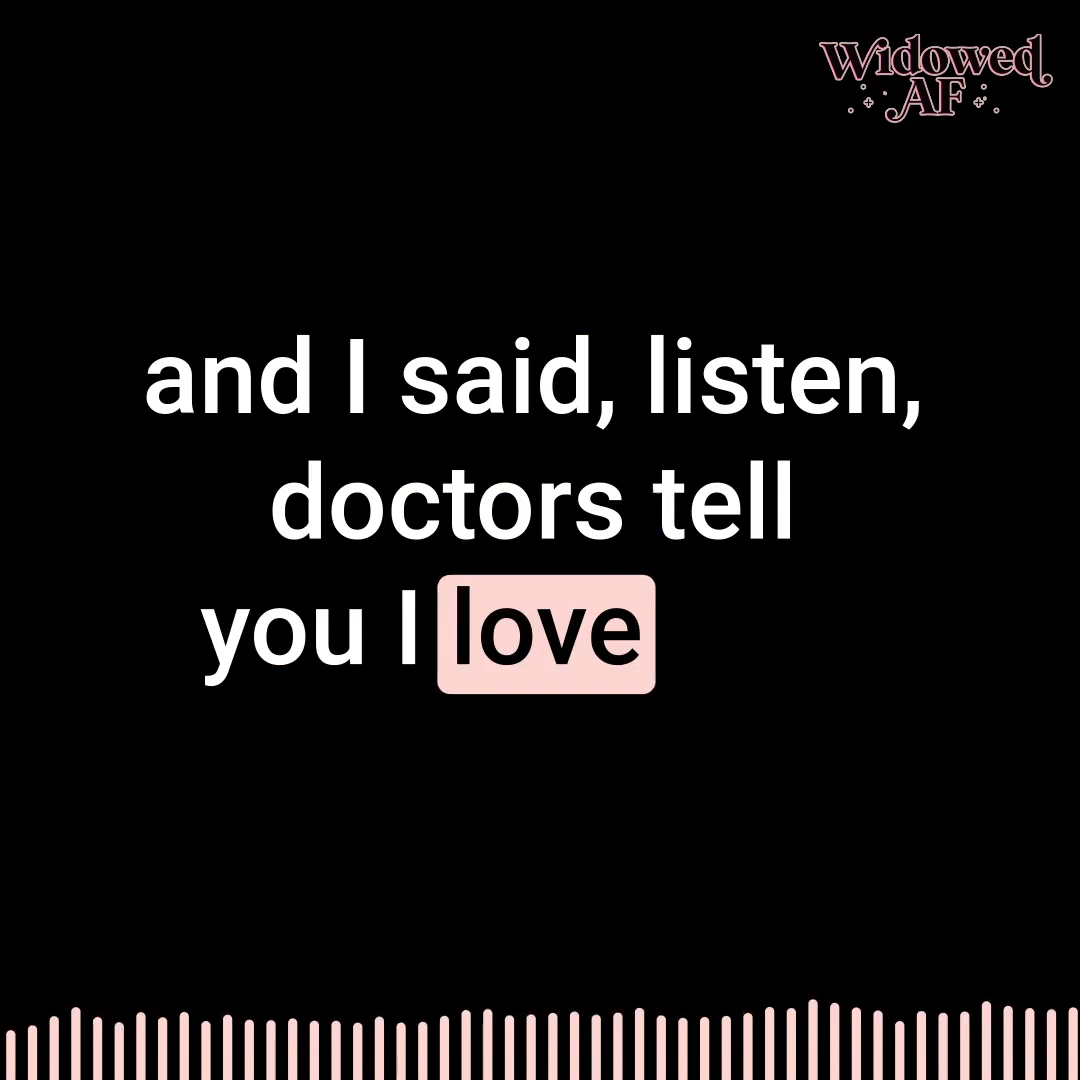 Widowed
AF
and I said, listen,
doctors tell
you I love